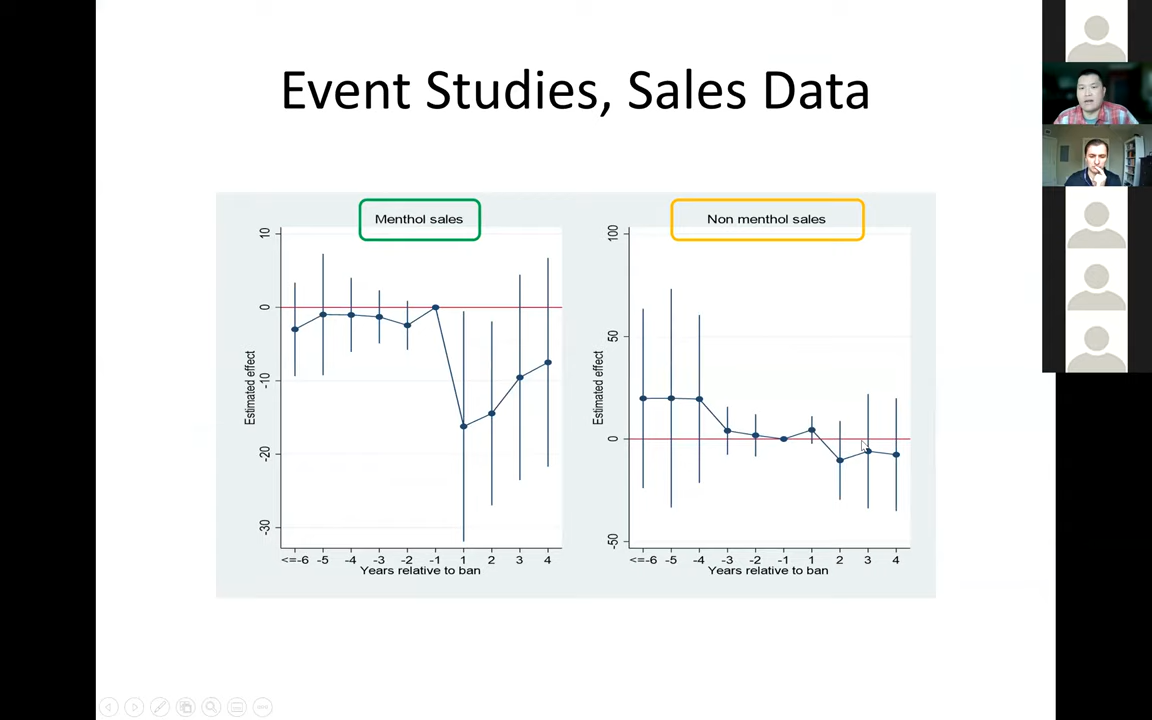 Event Studies, Sales Data
Menthol sales
10
0
-10
-20
-30
Estimated effect
<=-6 -5 -4 -3 -2 -1 1 2 3 4
Years relative to ban
Non menthol sales
100
50
0
-50
Estimated effect
<=-6 -5 -4 -3 -2 -1 1 2 3 4
Years relative to ban